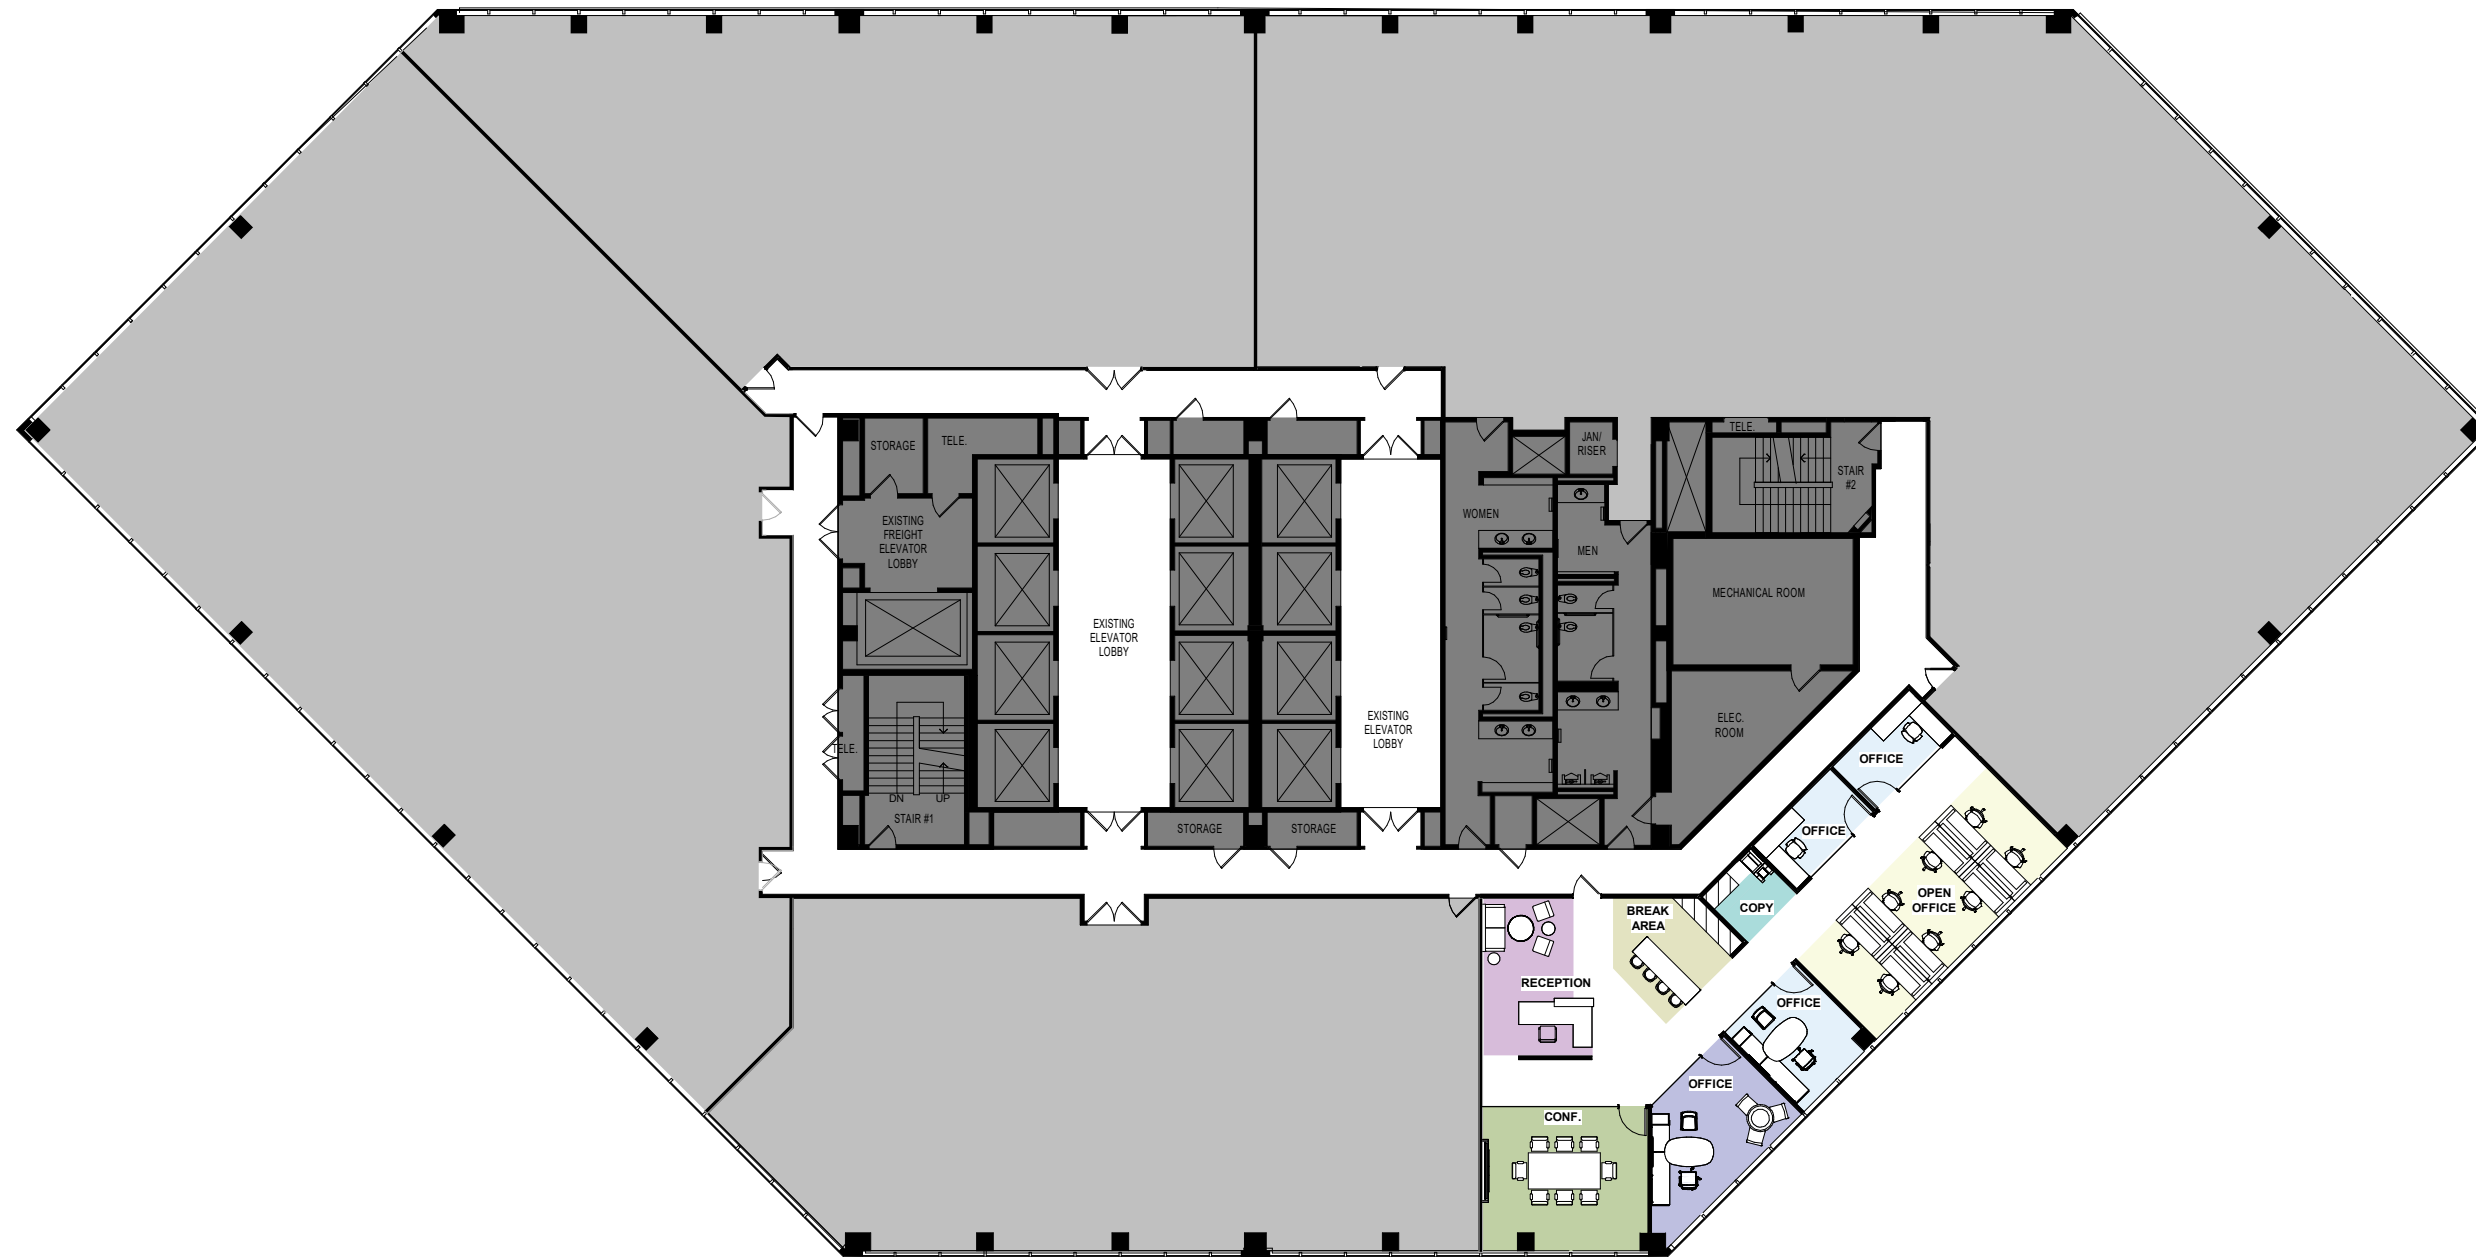 STORAGE
TELE.
JAN/
RISER
TELE.
STAIR
#2
EXISTING
FREIGHT
ELEVATOR
LOBBY
WOMEN
MEN
MECHANICAL ROOM
EXISTING
ELEVATOR
LOBBY
EXISTING
ELEVATOR
LOBBY
ELEC.
ROOM
TELE.
DN
UP
STAIR #1
STORAGE
STORAGE
OFFICE
OFFICE
COPY
OPEN
OFFICE
BREAK
AREA
RECEPTION
OFFICE
OFFICE
CONF.